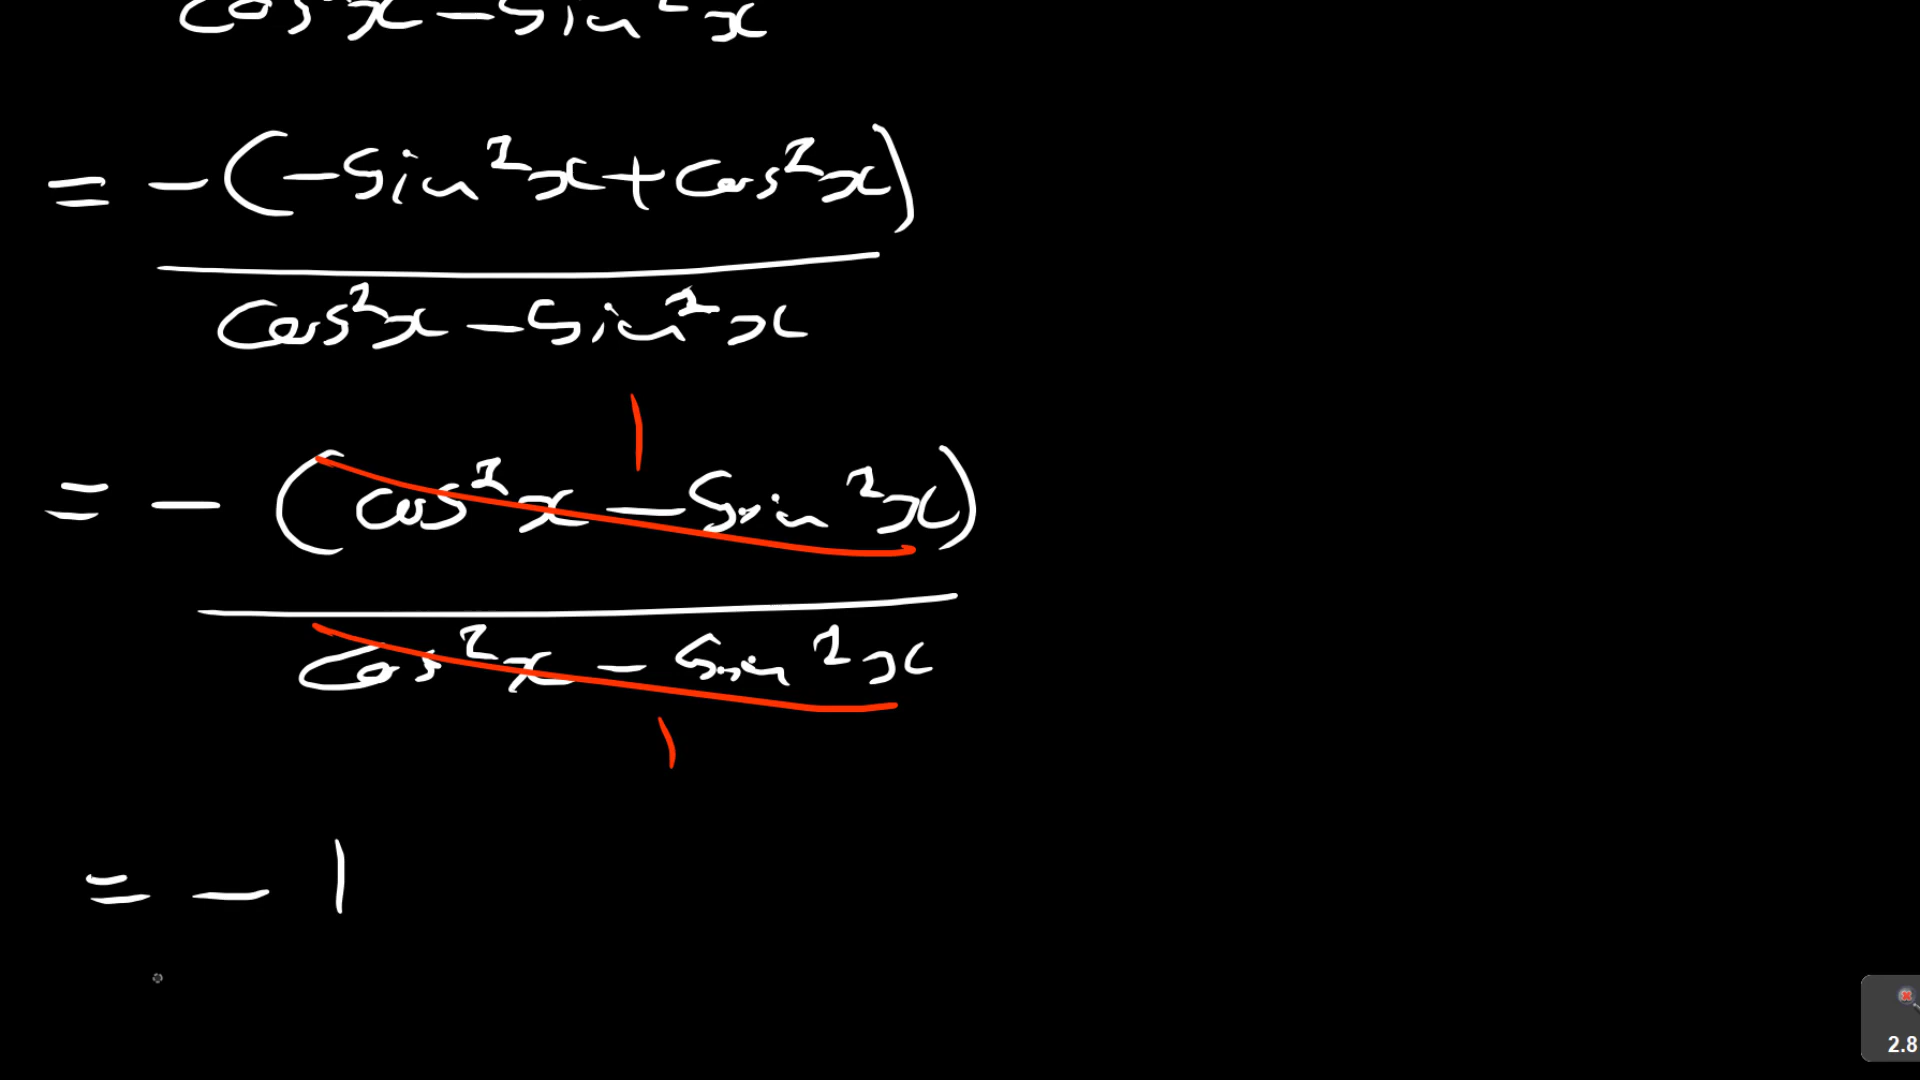 cos²x - sin²x
= - (-sin²x + cos²x)
cos²x - sin²x
1
= - (cos²x - sin²x)
cos²x - sin²x
1
= - 1
2.8